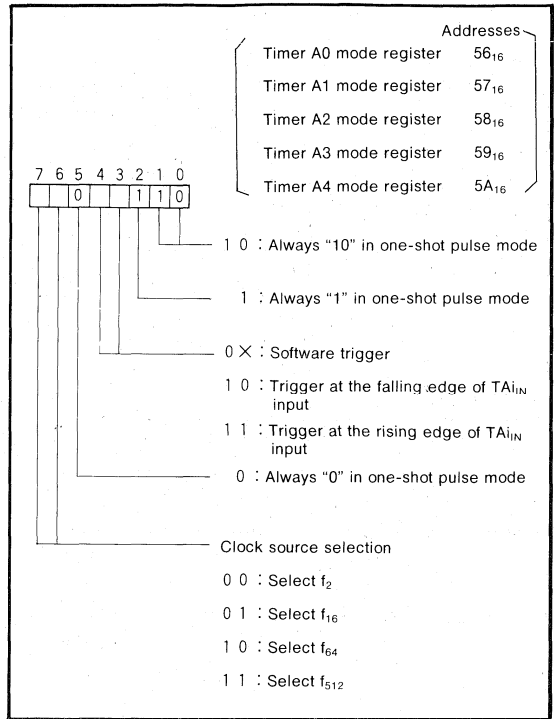 Addresses
Timer A0 mode register 56₁₆
Timer A1 mode register 57₁₆
Timer A2 mode register 58₁₆
Timer A3 mode register 59₁₆
Timer A4 mode register 5A₁₆
7 6 5 4 3 2 1 0
0 1 1 0
1 0 : Always “10” in one-shot pulse mode
1 : Always “1” in one-shot pulse mode
0 X : Software trigger
1 0 : Trigger at the falling edge of TAiIN
input
1 1 : Trigger at the rising edge of TAiIN
input
0 : Always “0” in one-shot pulse mode
Clock source selection
0 0 : Select f₂
0 1 : Select f₁₆
1 0 : Select f₆₄
1 1 : Select f₅₁₂